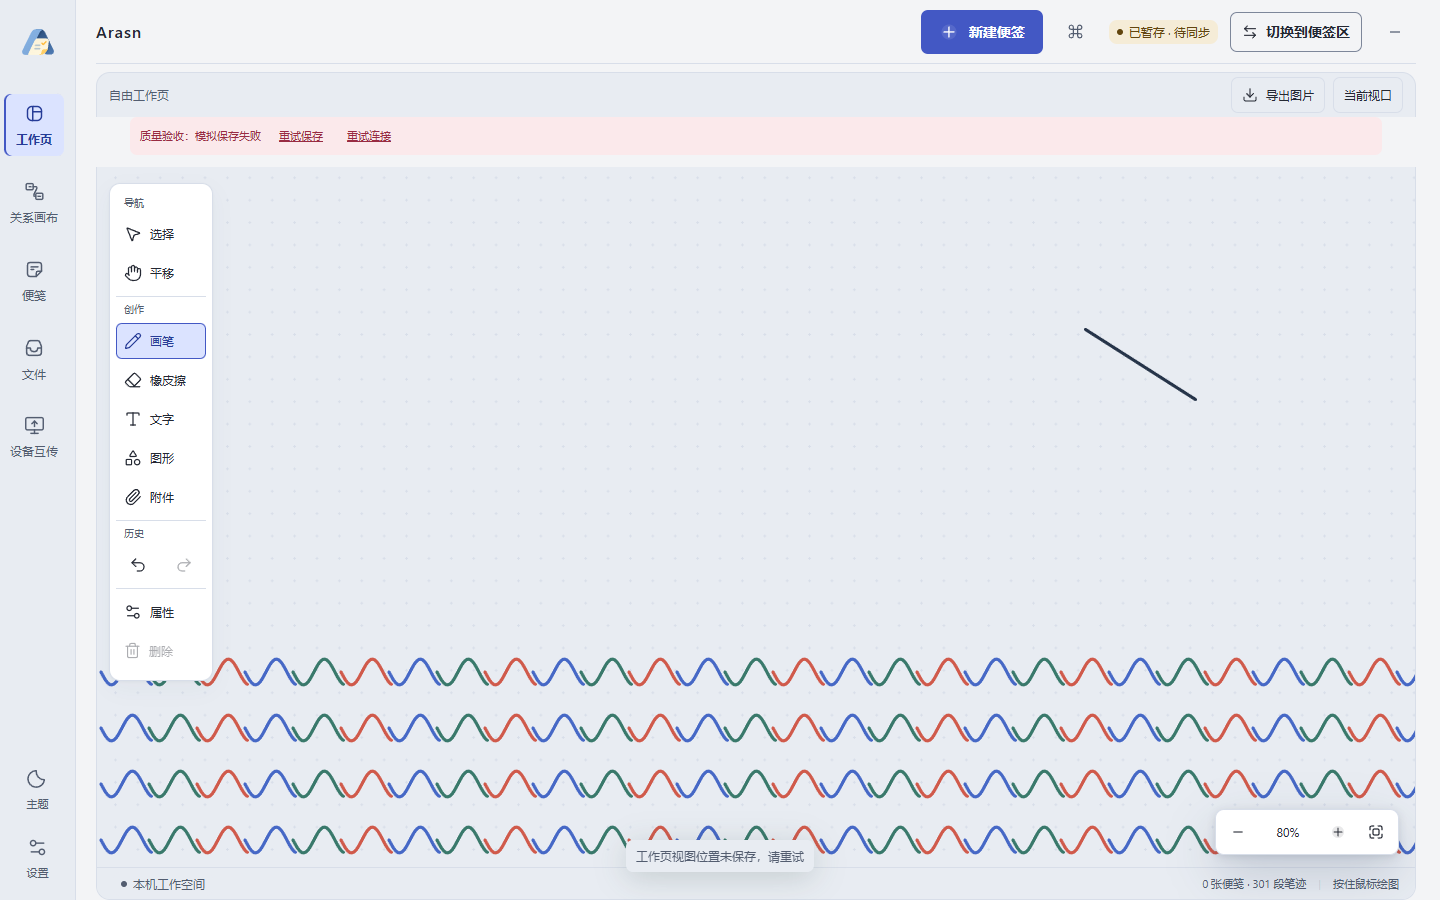 Arasn
新建便签
已暂存 · 待同步
切换到便签区
工作页
关系画布
便笺
文件
设备互传
主题
设置
自由工作页
导出图片
当前视口
质量验收：模拟保存失败 重试保存 重试连接
导航
选择
平移
创作
画笔
橡皮擦
文字
图形
附件
历史
属性
删除
80%
工作页视图位置未保存，请重试
本机工作空间
0 张便笺 · 301 段笔迹
按住鼠标绘图